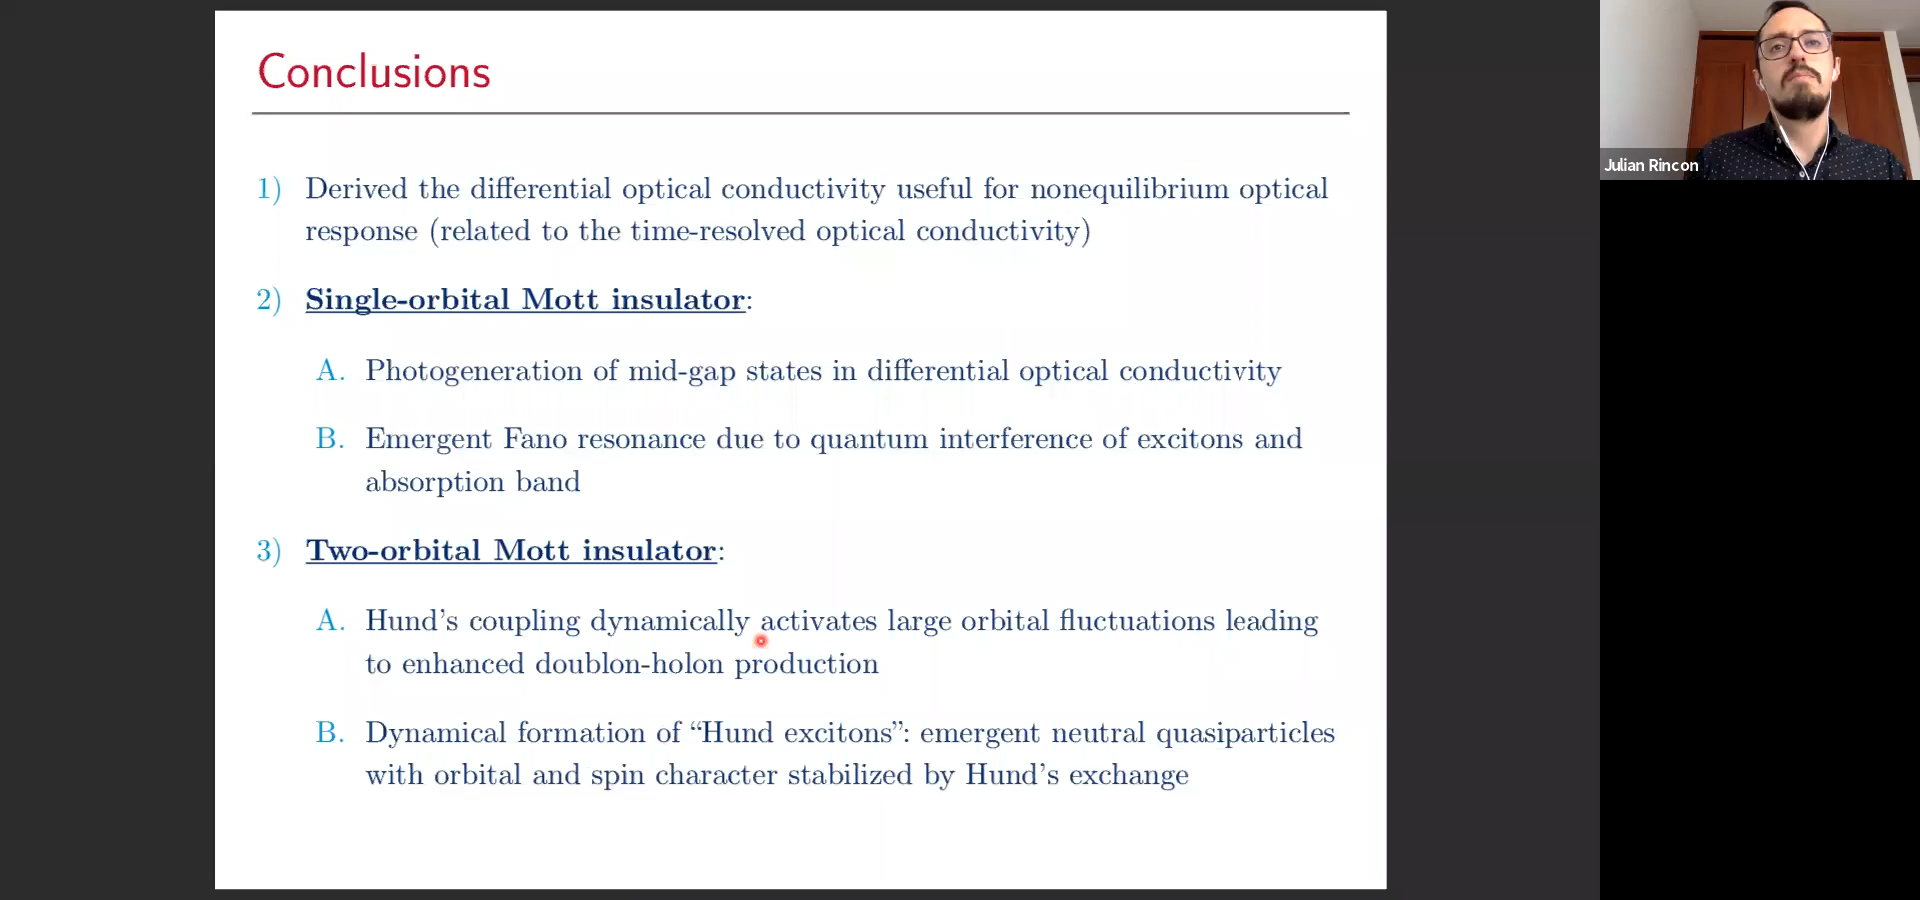 Conclusions
1) Derived the differential optical conductivity useful for nonequilibrium optical
response (related to the time-resolved optical conductivity)
2) Single-orbital Mott insulator:
A. Photogeneration of mid-gap states in differential optical conductivity
B. Emergent Fano resonance due to quantum interference of excitons and
absorption band
3) Two-orbital Mott insulator:
A. Hund's coupling dynamically activates large orbital fluctuations leading
to enhanced doublon-holon production
B. Dynamical formation of “Hund excitons”: emergent neutral quasiparticles
with orbital and spin character stabilized by Hund's exchange
Julian Rincon